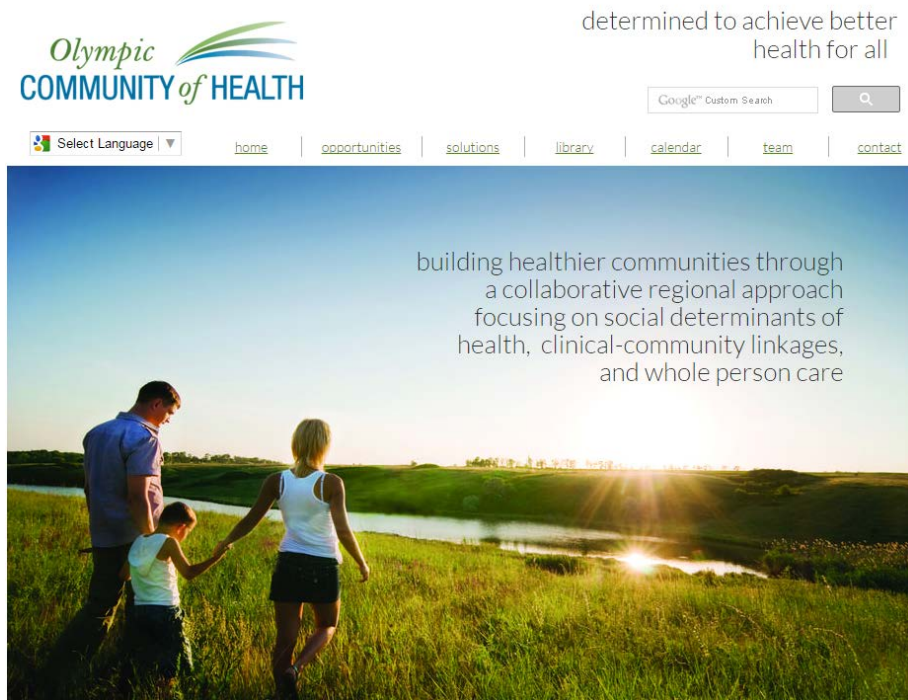 Olympic
COMMUNITY of HEALTH
determined to achieve better
health for all
Google™ Custom Search
Select Language ▼
home
opportunities
solutions
library
calendar
team
contact
building healthier communities through
a collaborative regional approach
focusing on social determinants of
health, clinical-community linkages,
and whole person care